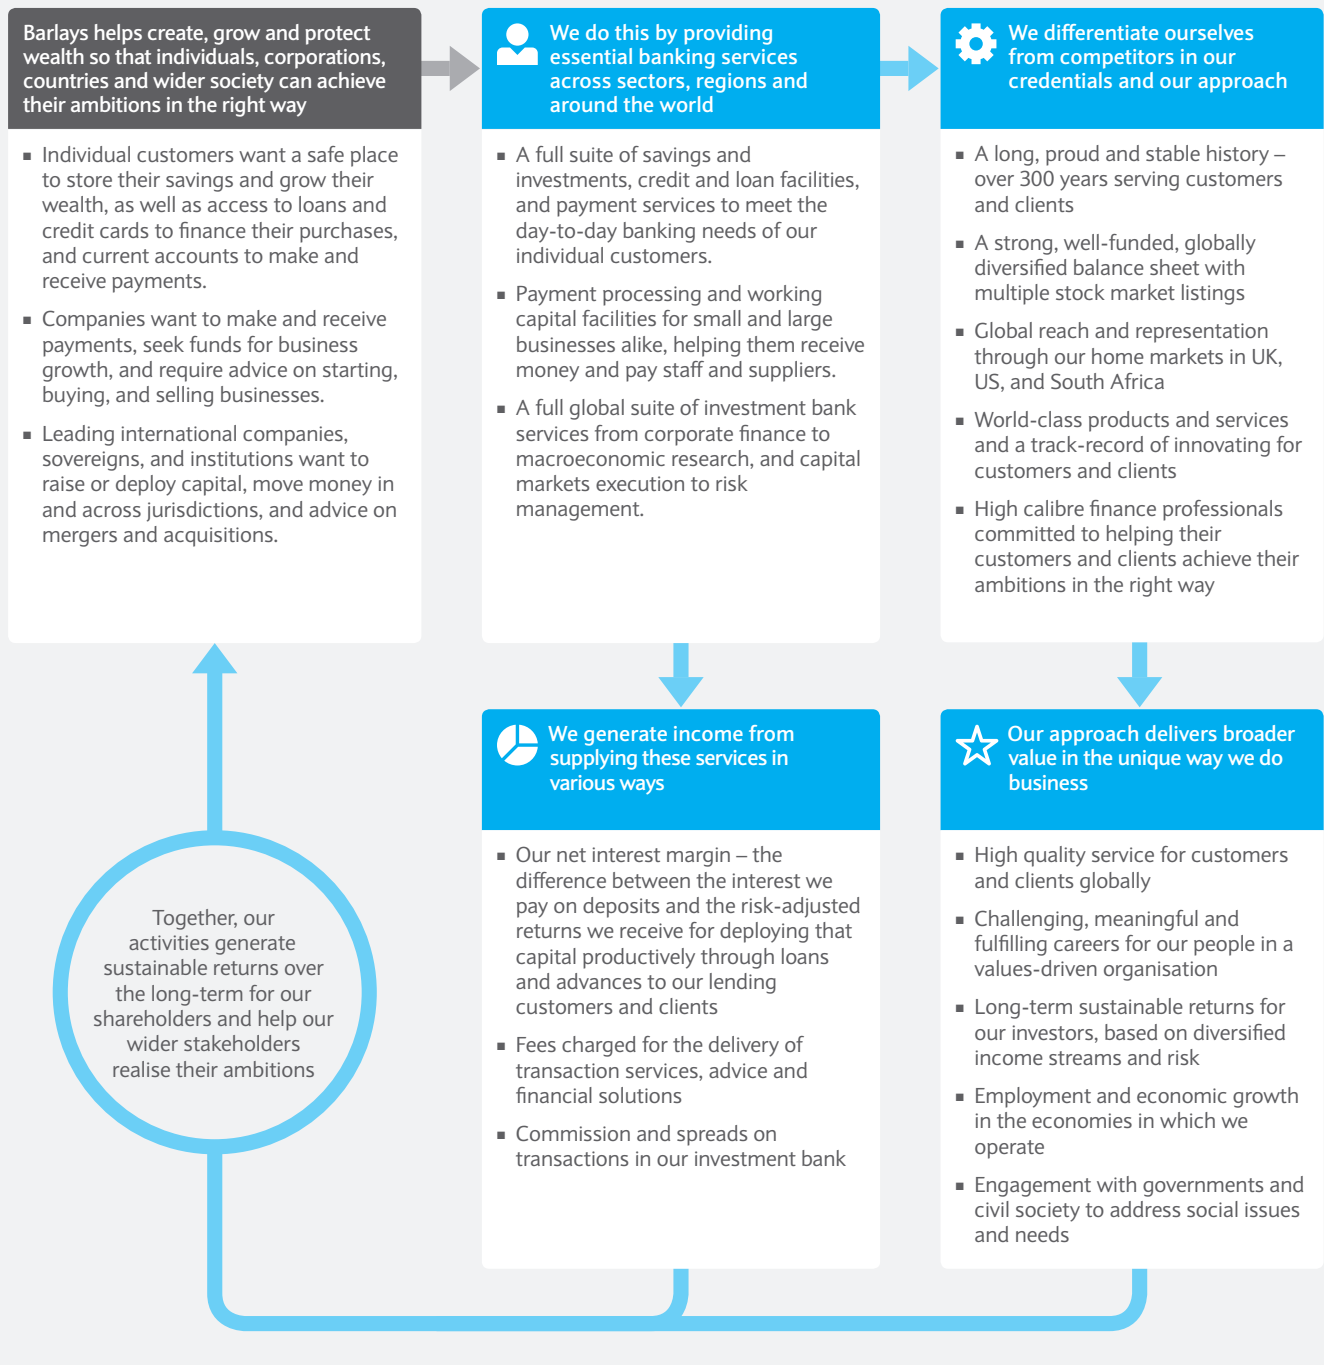 Barlays helps create, grow and protect
wealth so that individuals, corporations,
countries and wider society can achieve
their ambitions in the right way
▪ Individual customers want a safe place
to store their savings and grow their
wealth, as well as access to loans and
credit cards to finance their purchases,
and current accounts to make and
receive payments.
▪ Companies want to make and receive
payments, seek funds for business
growth, and require advice on starting,
buying, and selling businesses.
▪ Leading international companies,
sovereigns, and institutions want to
raise or deploy capital, move money in
and across jurisdictions, and advice on
mergers and acquisitions.
We do this by providing
essential banking services
across sectors, regions and
around the world
▪ A full suite of savings and
investments, credit and loan facilities,
and payment services to meet the
day-to-day banking needs of our
individual customers.
▪ Payment processing and working
capital facilities for small and large
businesses alike, helping them receive
money and pay staff and suppliers.
▪ A full global suite of investment bank
services from corporate finance to
macroeconomic research, and capital
markets execution to risk
management.
We differentiate ourselves
from competitors in our
credentials and our approach
▪ A long, proud and stable history –
over 300 years serving customers
and clients
▪ A strong, well-funded, globally
diversified balance sheet with
multiple stock market listings
▪ Global reach and representation
through our home markets in UK,
US, and South Africa
▪ World-class products and services
and a track-record of innovating for
customers and clients
▪ High calibre finance professionals
committed to helping their
customers and clients achieve their
ambitions in the right way
We generate income from
supplying these services in
various ways
▪ Our net interest margin – the
difference between the interest we
pay on deposits and the risk-adjusted
returns we receive for deploying that
capital productively through loans
and advances to our lending
customers and clients
▪ Fees charged for the delivery of
transaction services, advice and
financial solutions
▪ Commission and spreads on
transactions in our investment bank
Our approach delivers broader
value in the unique way we do
business
▪ High quality service for customers
and clients globally
▪ Challenging, meaningful and
fulfilling careers for our people in a
values-driven organisation
▪ Long-term sustainable returns for
our investors, based on diversified
income streams and risk
▪ Employment and economic growth
in the economies in which we
operate
▪ Engagement with governments and
civil society to address social issues
and needs
Together, our
activities generate
sustainable returns over
the long-term for our
shareholders and help our
wider stakeholders
realise their ambitions